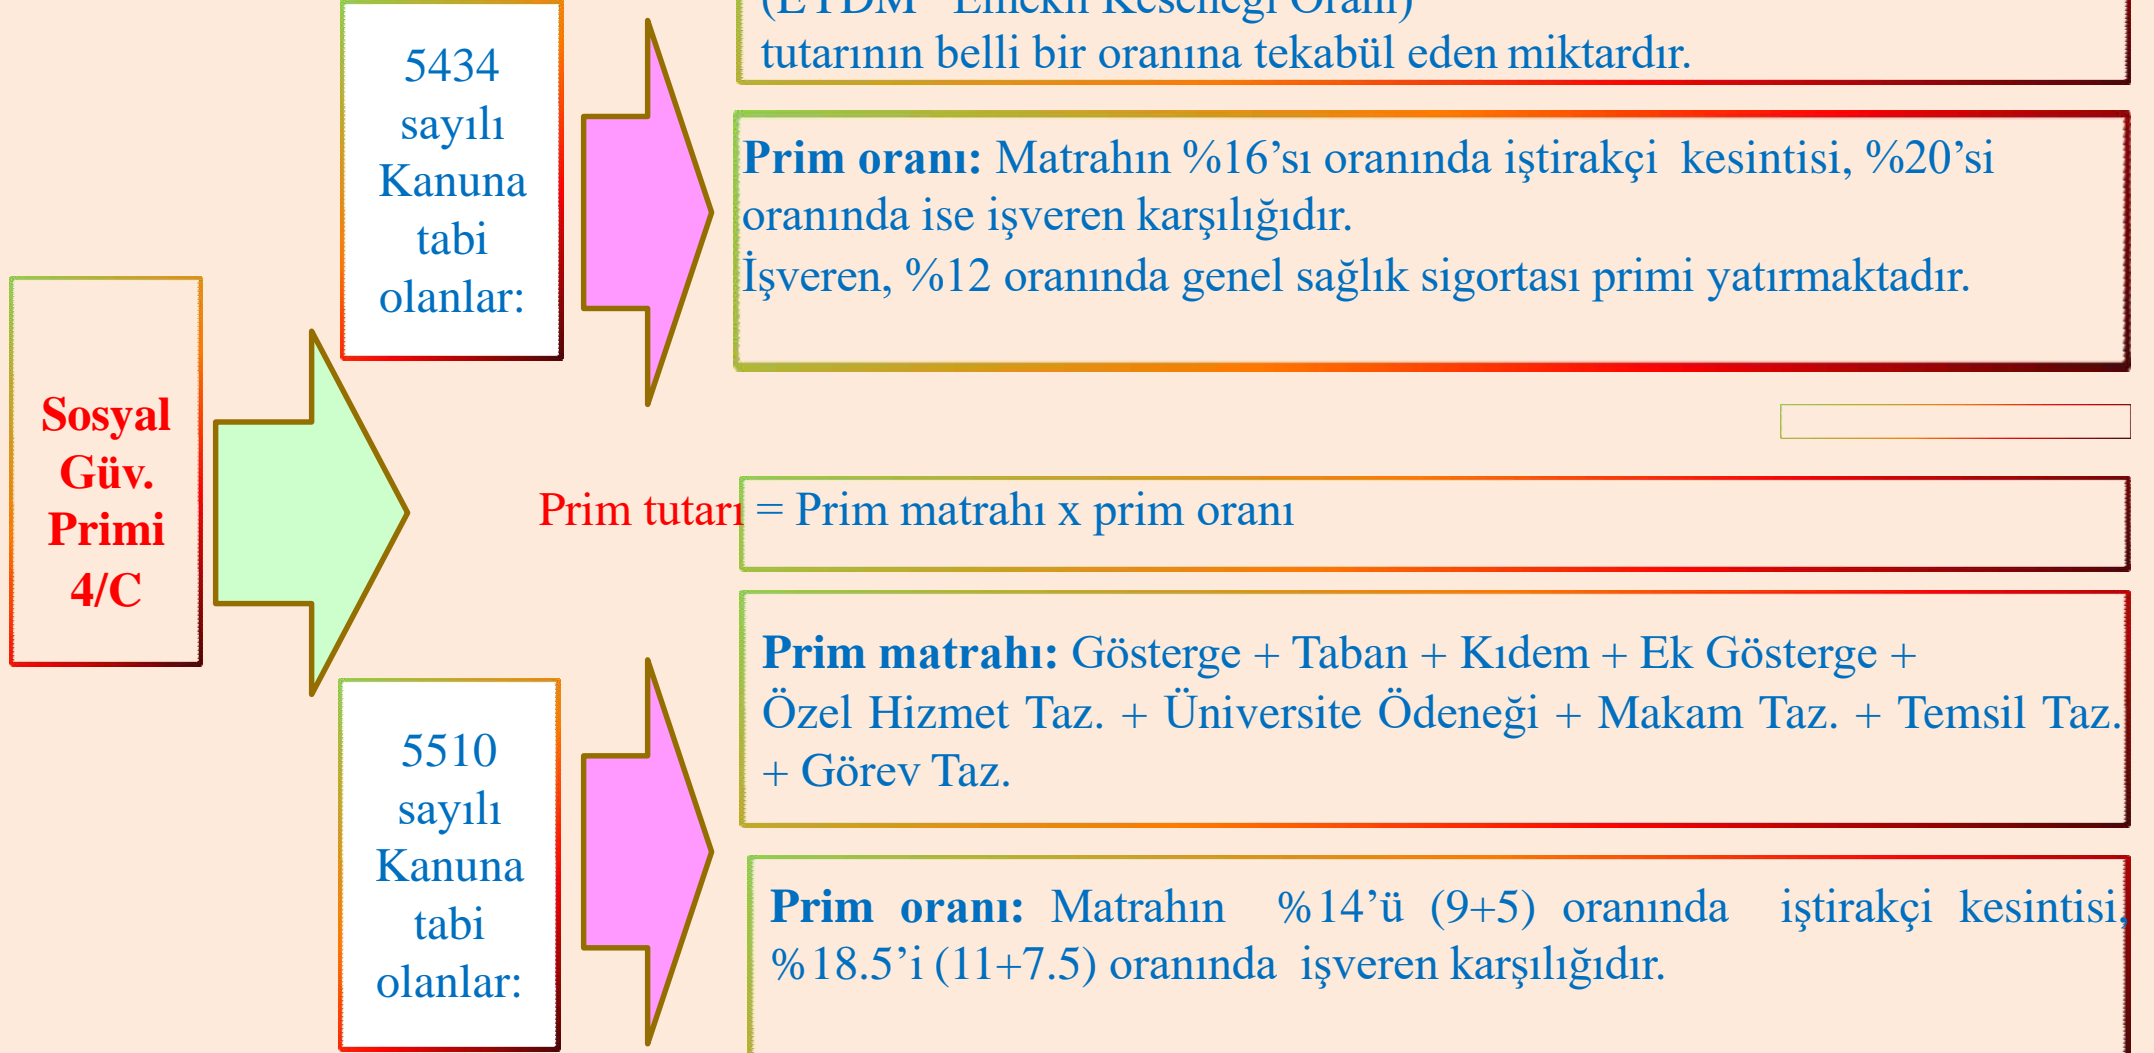 (EYDM
Emekli Keseneği Oranı)
tutarının belli bir oranına tekabül eden miktardır.
5434
sayılı
Kanuna
tabi
olanlar:
Prim oranı: Matrahın %16’sı oranında iştirakçi kesintisi, %20’si
oranında ise işveren karşılığıdır.
İşveren, %12 oranında genel sağlık sigortası primi yatırmaktadır.
Sosyal
Güv.
Primi
4/C
Prim tutarı = Prim matrahı x prim oranı
5510
sayılı
Kanuna
tabi
olanlar:
Prim matrahı: Gösterge + Taban + Kıdem + Ek Gösterge +
Özel Hizmet Taz. + Üniversite Ödeneği + Makam Taz. + Temsil Taz.
+ Görev Taz.
Prim oranı: Matrahın %14’ü (9+5) oranında iştirakçi kesintisi,
%18.5’i (11+7.5) oranında işveren karşılığıdır.